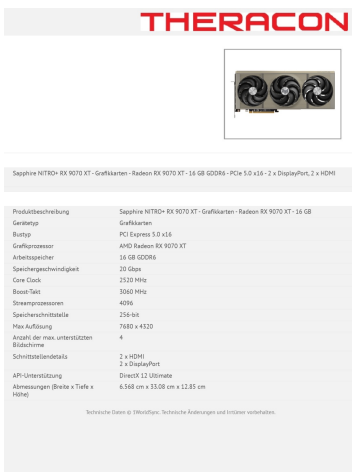 THERACON
Sapphire NITRO+ RX 9070 XT - Grafikkarten - Radeon RX 9070 XT - 16 GB GDDR6 - PCIe 5.0 x16 - 2 x DisplayPort, 2 x HDMI
Produktbeschreibung Sapphire NITRO+ RX 9070 XT - Grafikkarten - Radeon RX 9070 XT - 16 GB
Gerätetyp Grafikkarten
Bustyp PCI Express 5.0 x16
Grafikprozessor AMD Radeon RX 9070 XT
Arbeitsspeicher 16 GB GDDR6
Speichergeschwindigkeit 20 Gbps
Core Clock 2520 MHz
Boost-Takt 3060 MHz
Streamprozessoren 4096
Speicherschnittstelle 256-bit
Max Auflösung 7680 x 4320
Anzahl der max. unterstützten 4
Bildschirme
Schnittstellendetails 2 x HDMI
2 x DisplayPort
API-Unterstützung DirectX 12 Ultimate
Abmessungen (Breite x Tiefe x 6.568 cm x 33.08 cm x 12.85 cm
Höhe)
Technische Daten © 1WorldSync. Technische Änderungen und Irrtümer vorbehalten.